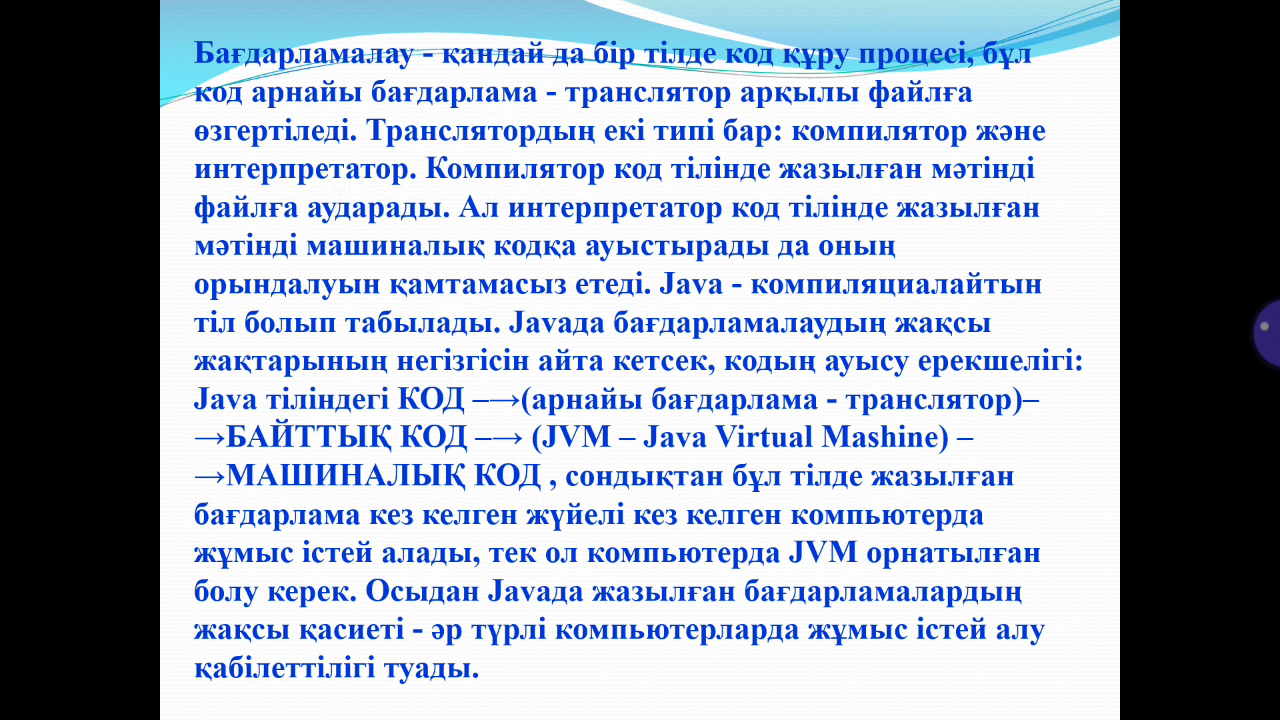 Бағдарламалау - қандай да бір тілде код құру процесі, бұл
код арнайы бағдарлама - транслятор арқылы файлға
өзгертіледі. Транслятордың екі типі бар: компилятор және
интерпретатор. Компилятор код тілінде жазылған мәтінді
файлға аударады. Ал интерпретатор код тілінде жазылған
мәтінді машиналық кодқа ауыстырады да оның
орындалуын қамтамасыз етеді. Java - компиляциалайтын
тіл болып табылады. Javaда бағдарламалаудың жақсы
жақтарының негізгісін айта кетсек, кодың ауысу ерекшелігі:
Java тіліндегі КОД –→(арнайы бағдарлама - транслятор)–
→БАЙТТЫҚ КОД –→ (JVM – Java Virtual Mashine) –
→МАШИНАЛЫҚ КОД , сондықтан бұл тілде жазылған
бағдарлама кез келген жүйелі кез келген компьютерда
жұмыс істей алады, тек ол компьютерда JVM орнатылған
болу керек. Осыдан Javaда жазылған бағдарламалардың
жақсы қасиеті - әр түрлі компьютерларда жұмыс істей алу
қабілеттілігі туады.